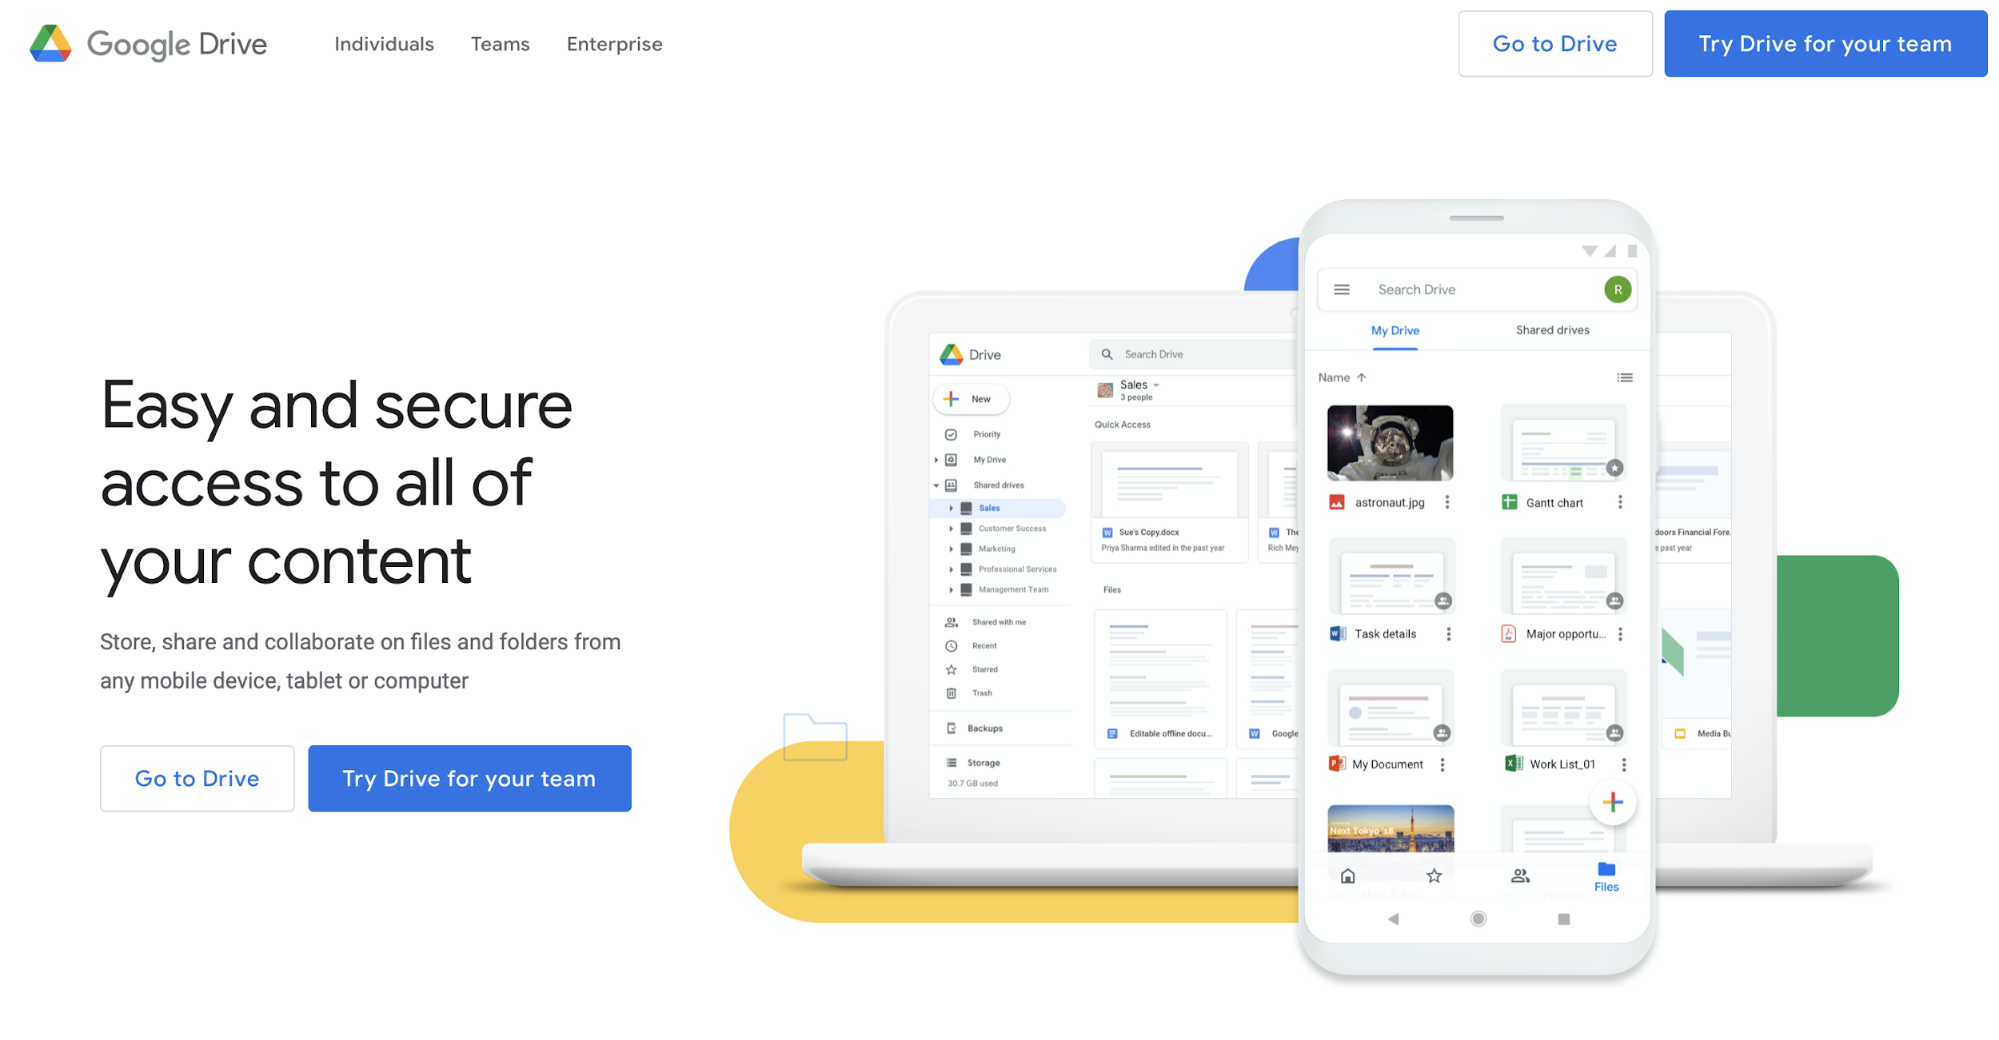 Google Drive
Individuals
Teams
Enterprise
Go to Drive
Try Drive for your team
Easy and secure
access to all of
your content
Store, share and collaborate on files and folders from
any mobile device, tablet or computer
Go to Drive
Try Drive for your team
Drive
Search Drive
New
Priority
My Drive
Shared drives
Sales
Customer Success
Marketing
Professional Services
Management Team
Shared with me
Recent
Starred
Trash
Backups
Storage
30.7 GB used
Sales
3 people
Quick Access
Sue's Copy.docx
Priya Sharma edited in the past year
The
Rich Mey
Files
Editable offline docu...
Google
doors Financial Fore.
e past year
Media Bu
Search Drive
R
My Drive
Shared drives
Name
astronaut.jpg
Gantt chart
Task details
Major opportu...
My Document
Work List_01
Next Tokyo '18
Files